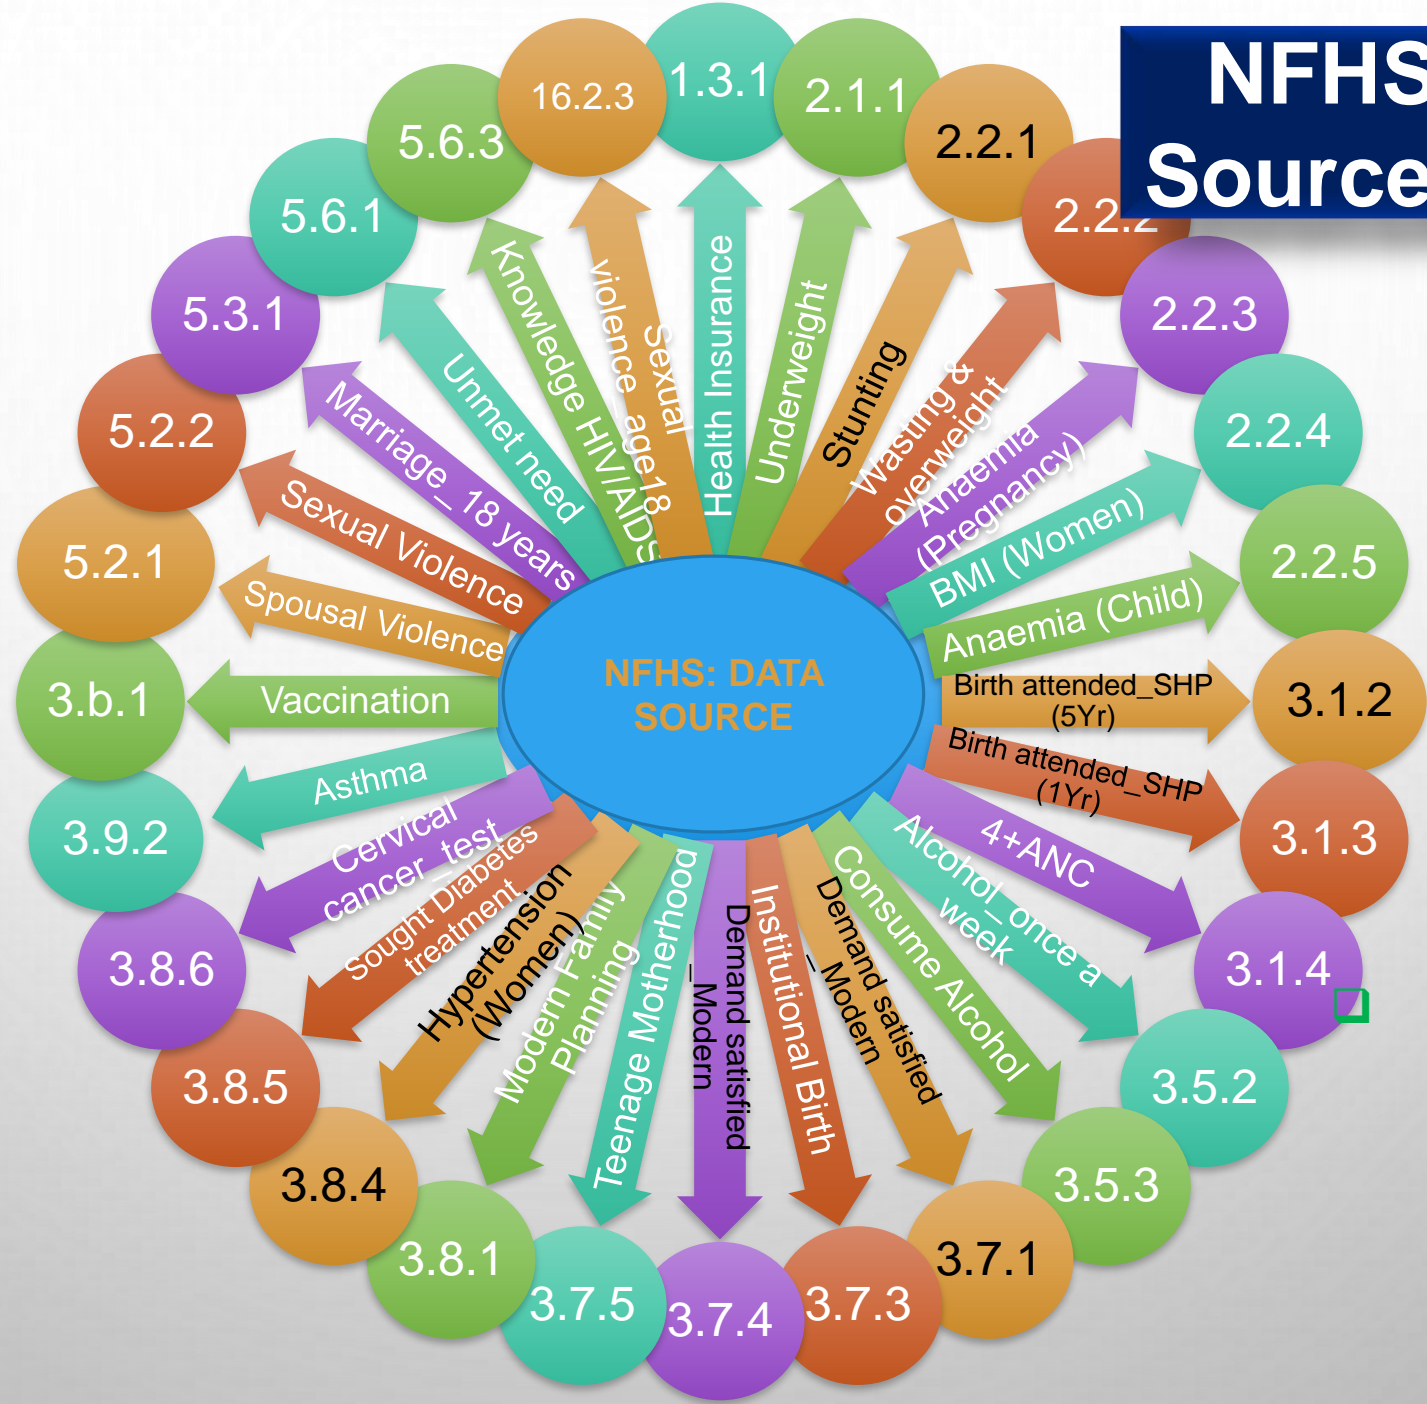 NFHS
Source
NFHS: DATA
SOURCE
1.3.1
Health Insurance
2.1.1
Underweight
2.2.1
Stunting
2.2.2
Wasting &
overweight
2.2.3
Anaemia
(Pregnancy)
2.2.4
BMI (Women)
2.2.5
Anaemia (Child)
3.1.2
Birth attended_SHP
(5Yr)
3.1.3
Birth attended_SHP
(1Yr)
3.1.4
4+ANC
3.5.2
Alcohol_once a
week
3.5.3
Consume Alcohol
3.7.1
Demand satisfied
_Modern
3.7.3
Institutional Birth
3.7.4
Demand satisfied
_Modern
3.7.5
Teenage Motherhood
3.8.1
Modern Family
Planning
3.8.4
Hypertension
(Women)
3.8.5
Sought Diabetes
treatment
3.8.6
Cervical
cancer_test
3.9.2
Asthma
3.b.1
Vaccination
5.2.1
Spousal Violence
5.2.2
Sexual Violence
5.3.1
Marriage_18 years
5.6.1
Unmet need
5.6.3
Knowledge HIV/AIDS
16.2.3
Sexual
violence_age18